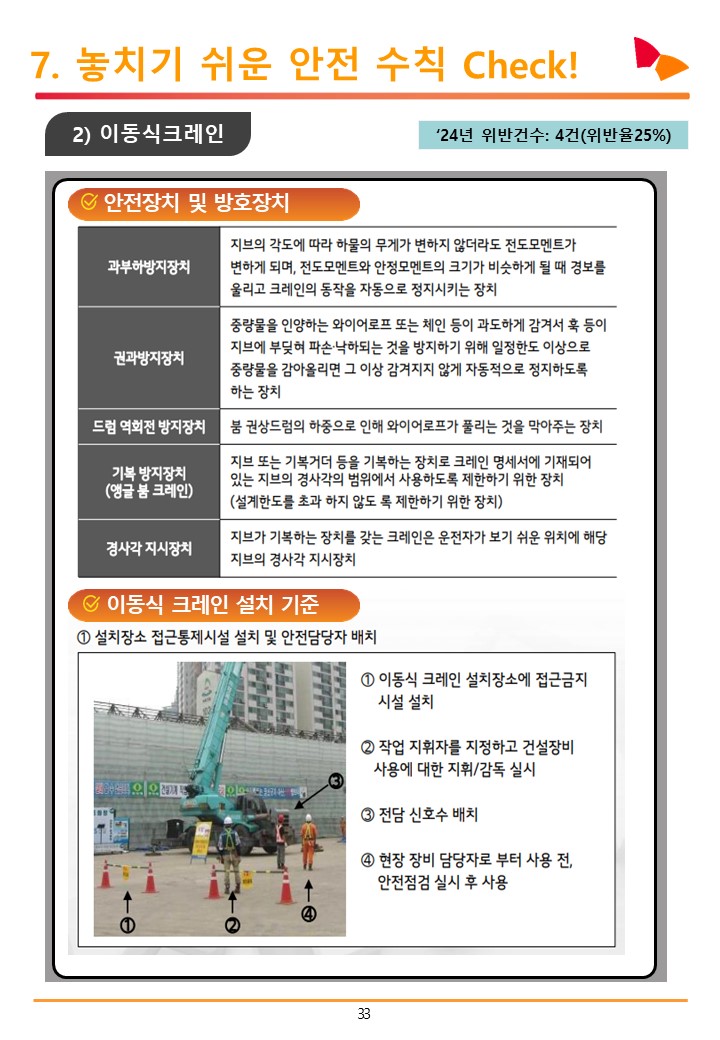 7. 놓치기 쉬운 안전 수칙 Check!
2) 이동식크레인
‘24년 위반건수: 4건(위반율25%)
안전장치 및 방호장치
과부하방지장치
지브의 각도에 따라 하물의 무게가 변하지 않더라도 전도모멘트가
변하게 되며, 전도모멘트와 안정모멘트의 크기가 비슷하게 될 때 경보를
울리고 크레인의 동작을 자동으로 정지시키는 장치
권과방지장치
중량물을 인양하는 와이어로프 또는 체인 등이 과도하게 감겨서 훅 등이
지브에 부딪혀 파손·낙하되는 것을 방지하기 위해 일정한도 이상으로
중량물을 감아올리면 그 이상 감겨지지 않게 자동적으로 정지하도록
하는 장치
드럼 역회전 방지장치
붐 권상드럼의 하중으로 인해 와이어로프가 풀리는 것을 막아주는 장치
기복 방지장치
(앵글 붐 크레인)
지브 또는 기복거더 등을 기복하는 장치로 크레인 명세서에 기재되어
있는 지브의 경사각의 범위에서 사용하도록 제한하기 위한 장치
(설계한도를 초과 하지 않도 록 제한하기 위한 장치)
경사각 지시장치
지브가 기복하는 장치를 갖는 크레인은 운전자가 보기 쉬운 위치에 해당
지브의 경사각 지시장치
이동식 크레인 설치 기준
① 설치장소 접근통제시설 설치 및 안전담당자 배치
① 이동식 크레인 설치장소에 접근금지
시설 설치
② 작업 지휘자를 지정하고 건설장비
사용에 대한 지휘/감독 실시
③ 전담 신호수 배치
④ 현장 장비 담당자로 부터 사용 전,
안전점검 실시 후 사용
③
①
②
④
33